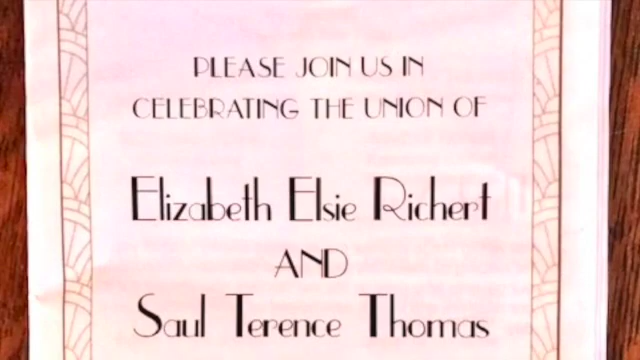 PLEASE JOIN US IN
CELEBRATING THE UNION OF
Elizabeth Elsie Richert
AND
Saul Terence Thomas